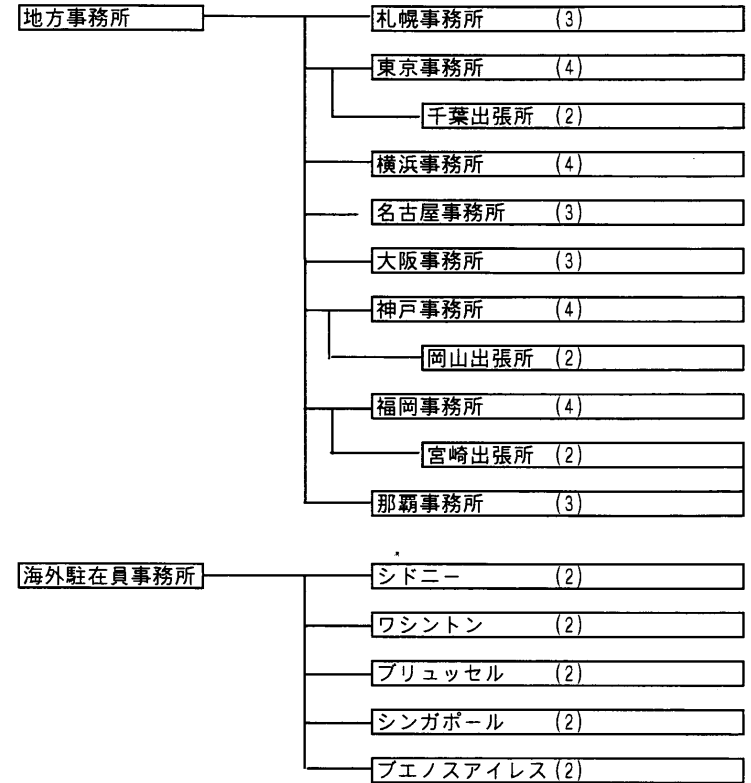 地方事務所 札幌事務所 (3)
東京事務所 (4)
千葉出張所 (2)
横浜事務所 (4)
名古屋事務所 (3)
大阪事務所 (3)
神戸事務所 (4)
岡山出張所 (2)
福岡事務所 (4)
宮崎出張所 (2)
那覇事務所 (3)
海外駐在員事務所 シドニー (2)
ワシントン (2)
ブリュッセル (2)
シンガポール (2)
ブエノスアイレス (2)